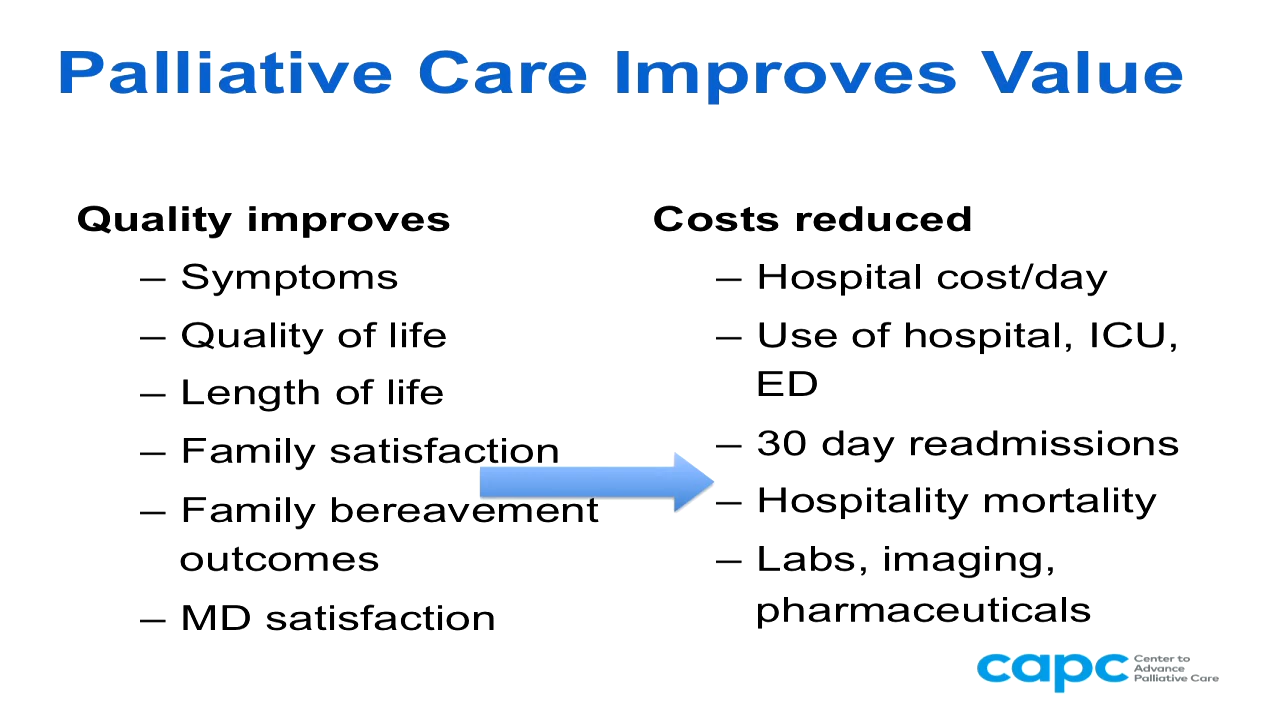 Palliative Care Improves Value
Quality improves
– Symptoms
– Quality of life
– Length of life
– Family satisfaction
– Family bereavement
outcomes
– MD satisfaction
Costs reduced
– Hospital cost/day
– Use of hospital, ICU,
ED
– 30 day readmissions
– Hospitality mortality
– Labs, imaging,
pharmaceuticals
capc
Center to
Advance
Palliative Care